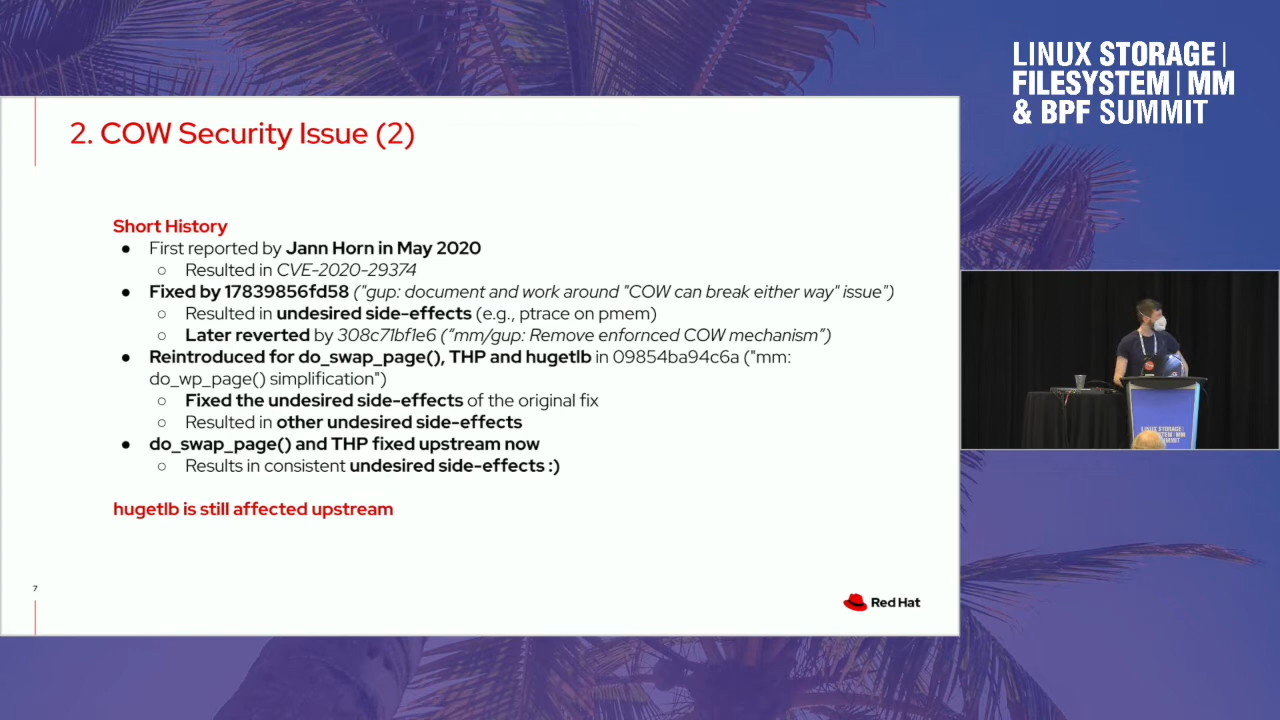 LINUX STORAGE |
FILESYSTEM | MM
& BPF SUMMIT
2. COW Security Issue (2)
Short History
● First reported by Jann Horn in May 2020
○ Resulted in CVE-2020-29374
● Fixed by 17839856fd58 ("gup: document and work around "COW can break either way" issue")
○ Resulted in undesired side-effects (e.g., ptrace on pmem)
○ Later reverted by 308c71bf1e6 (“mm/gup: Remove enfornced COW mechanism”)
● Reintroduced for do_swap_page(), THP and hugetlb in 09854ba94c6a ("mm:
do_wp_page() simplification")
○ Fixed the undesired side-effects of the original fix
○ Resulted in other undesired side-effects
● do_swap_page() and THP fixed upstream now
○ Results in consistent undesired side-effects :)
hugetlb is still affected upstream
7
Red Hat
LINUX STORAGE |